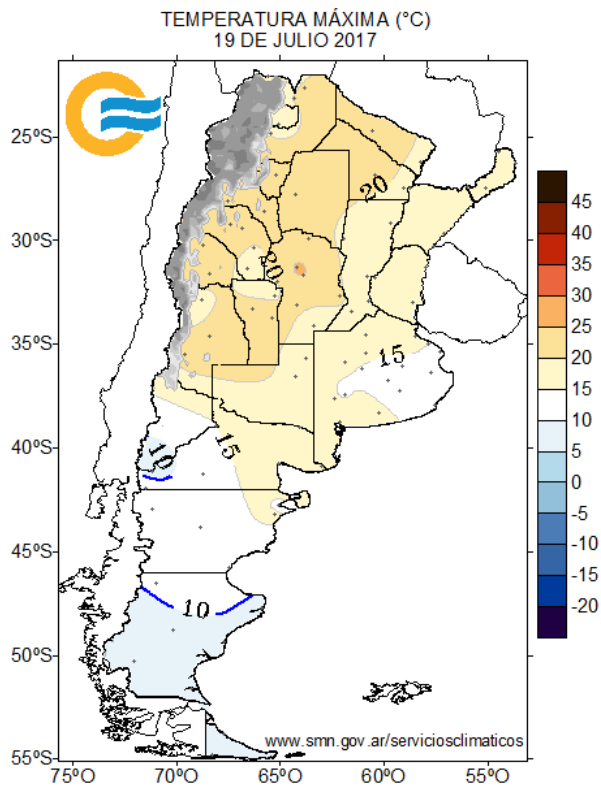 TEMPERATURA MÁXIMA (°C)
19 DE JULIO 2017
25ºS
30ºS
35ºS
40ºS
45ºS
50ºS
55ºS
75ºO
70ºO
65ºO
60ºO
55ºO
20
20
15
15
10
10
www.smn.gov.ar/serviciosclimaticos
45
40
35
30
25
20
15
10
5
0
-5
-10
-15
-20